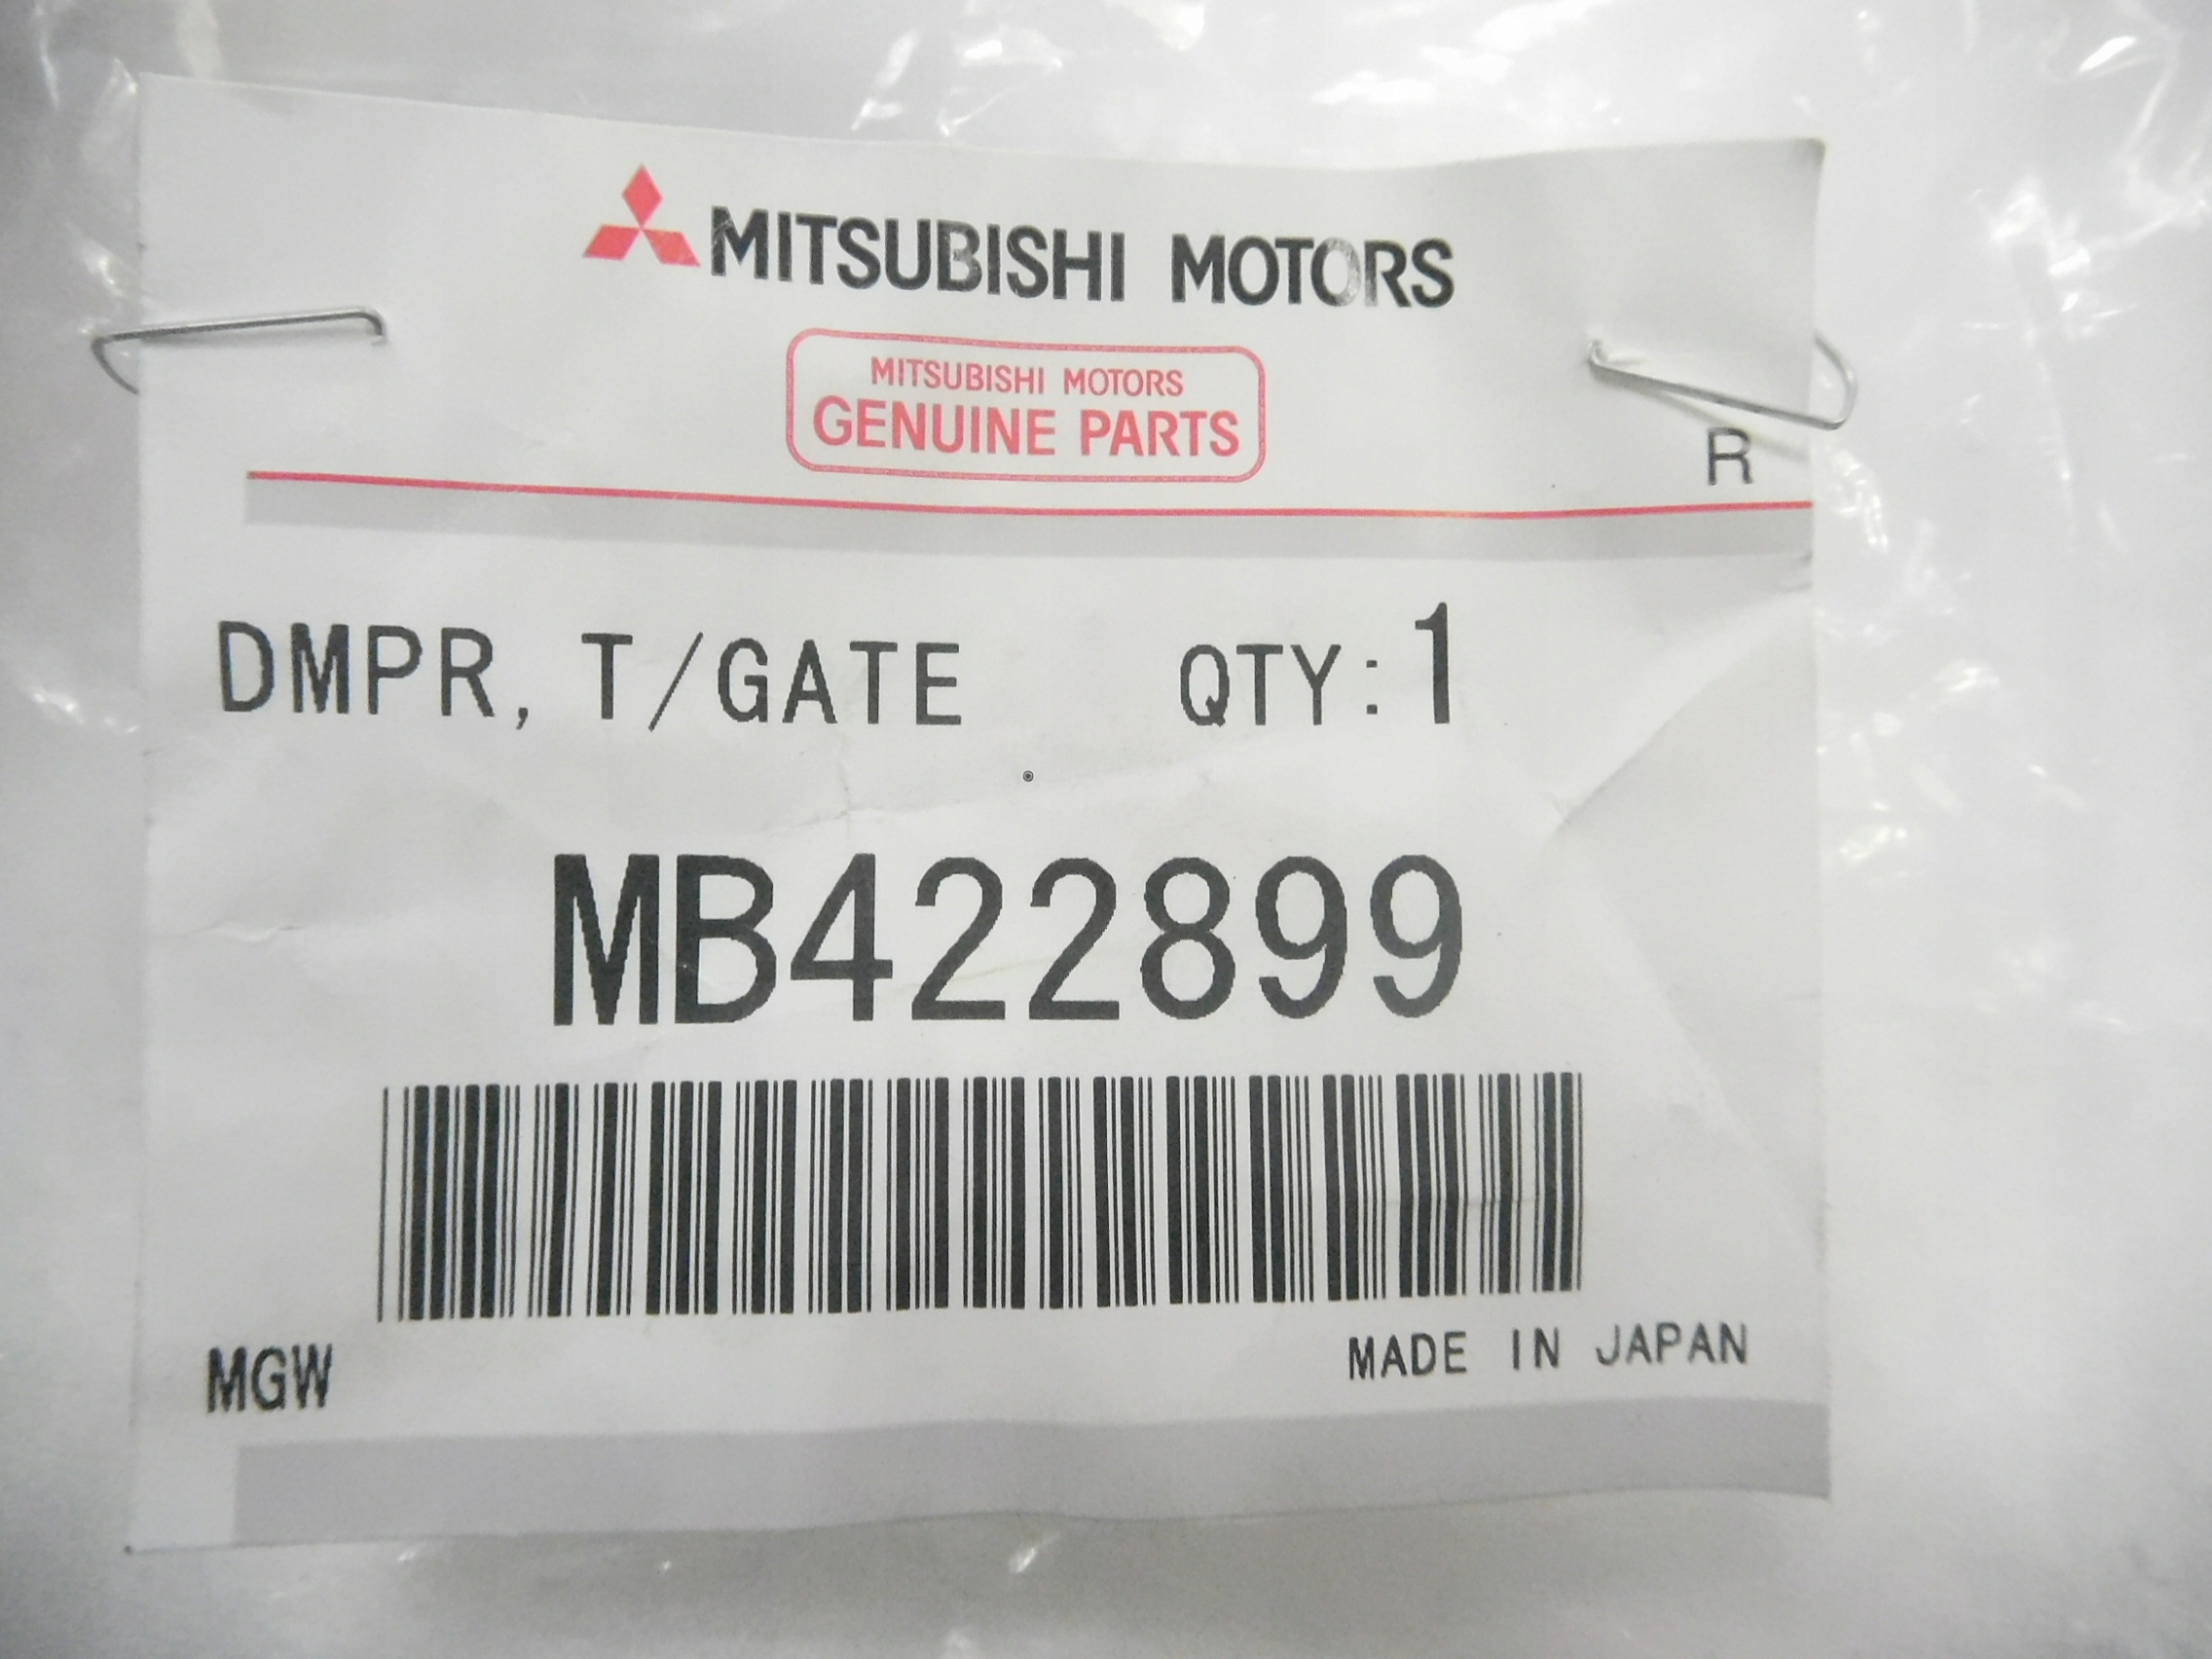 MITSUBISHI MOTORS
MITSUBISHI MOTORS
GENUINE PARTS
R
DMPR, T/GATE QTY:1
MB422899
MGW MADE IN JAPAN